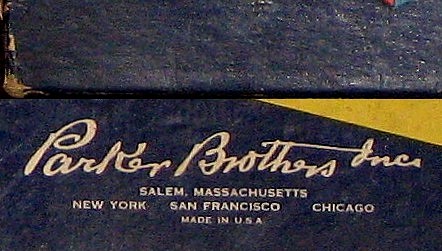 Parker Brothers Inc.
SALEM, MASSACHUSETTS
NEW YORK SAN FRANCISCO CHICAGO
MADE IN U.S.A.